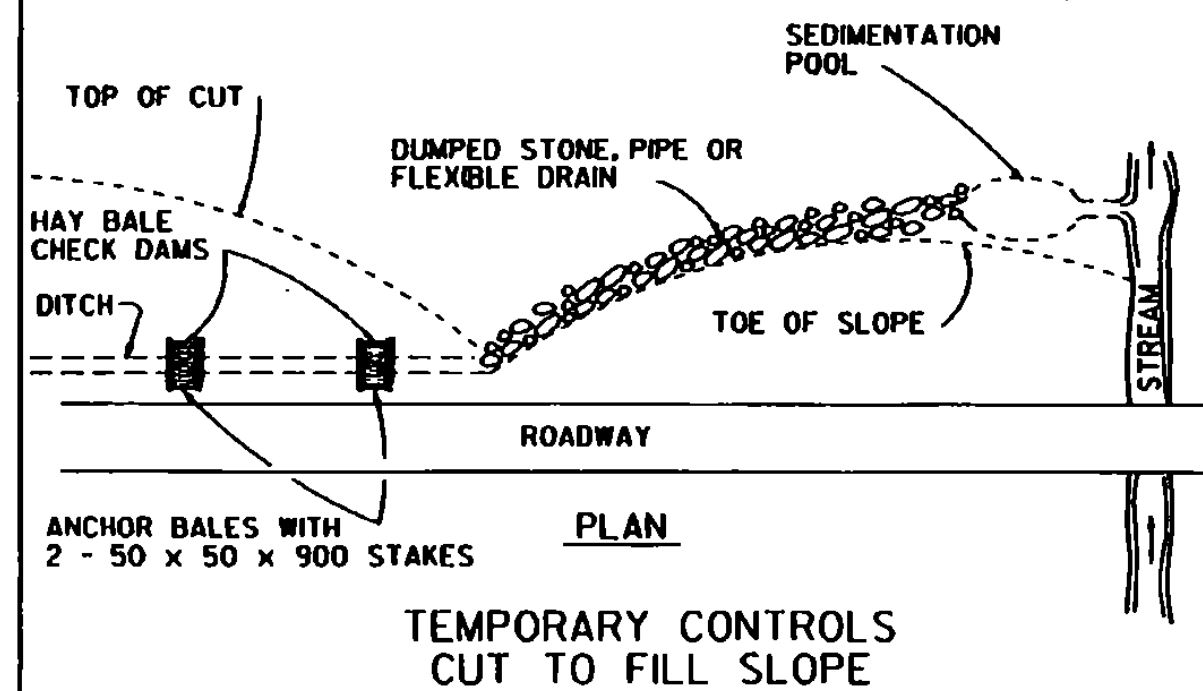 SEDIMENTATION
POOL
TOP OF CUT
DUMPED STONE, PIPE OR
FLEXIBLE DRAIN
HAY BALE
CHECK DAMS
DITCH
TOE OF SLOPE
STREAM
ROADWAY
ANCHOR BALES WITH
2 - 50 x 50 x 900 STAKES
PLAN
TEMPORARY CONTROLS
CUT TO FILL SLOPE